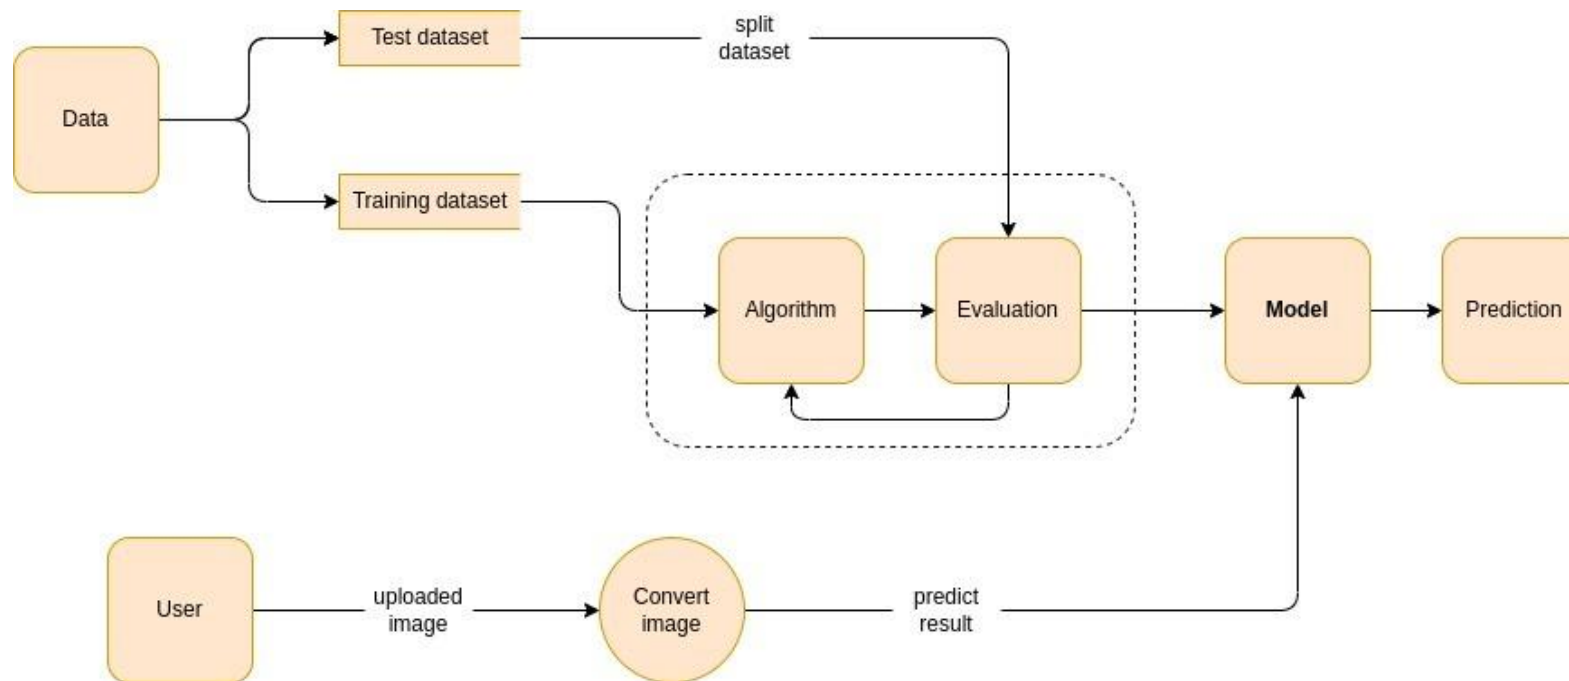 Test dataset
split
dataset
Data
Training dataset
Algorithm
Evaluation
Model
Prediction
User
uploaded
image
Convert
image
predict
result